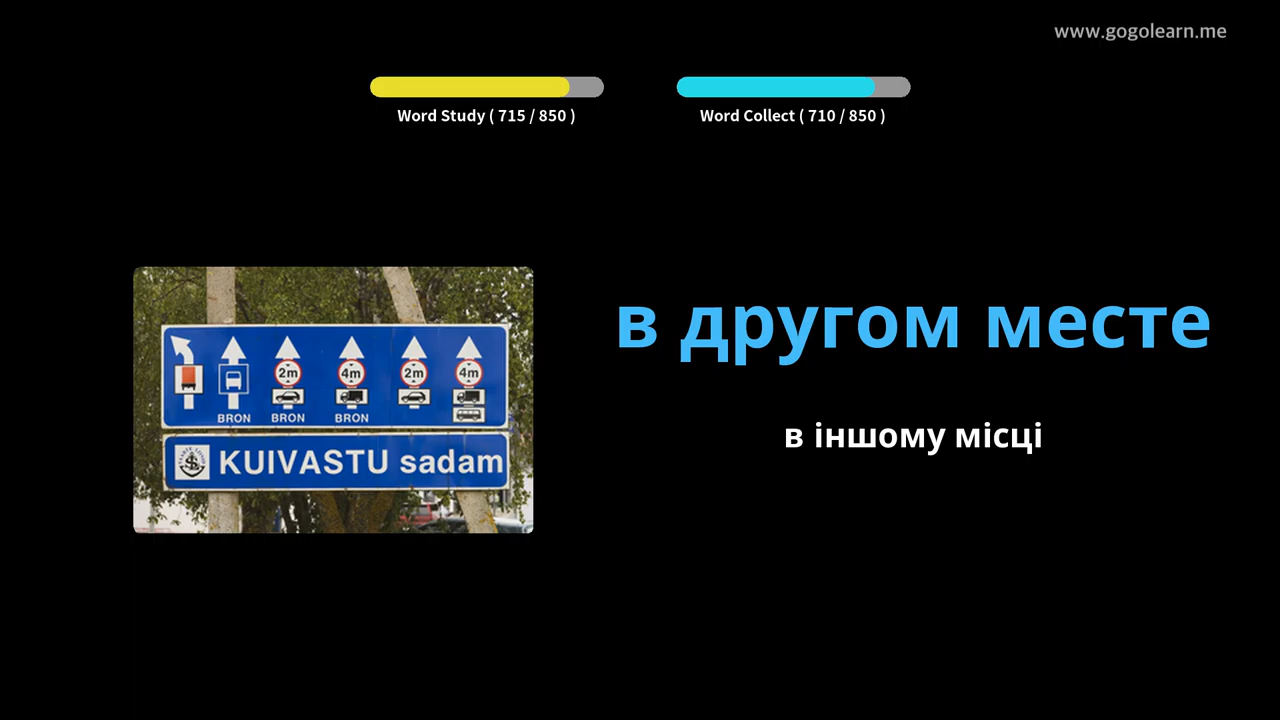 www.gogolearn.me
Word Study ( 715 / 850 )
Word Collect ( 710 / 850 )
2m 4m 2m 4m
BRON BRON BRON
KUIVASTU sadam
в другом месте
в іншому місці